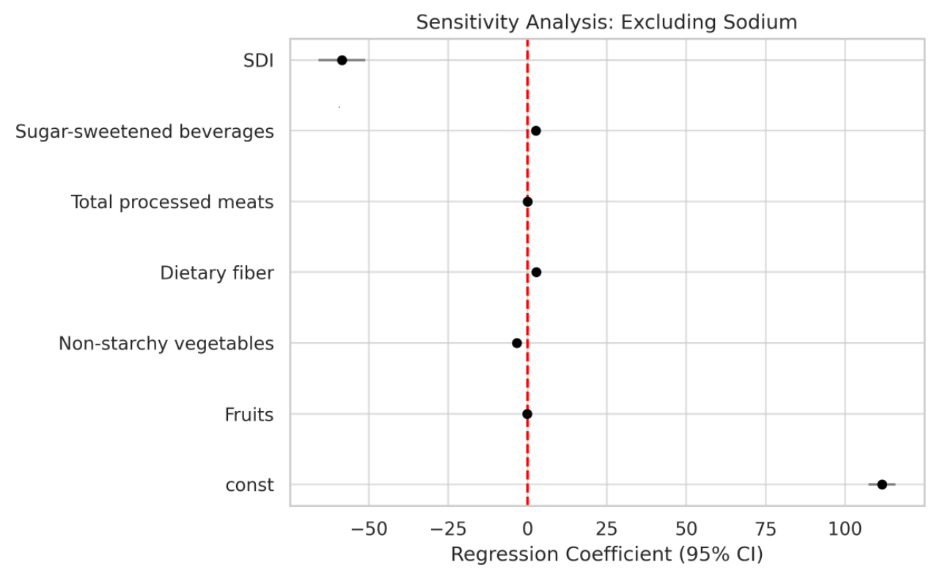 Sensitivity Analysis: Excluding Sodium
SDI
Sugar-sweetened beverages
Total processed meats
Dietary fiber
Non-starchy vegetables
Fruits
const
−50 −25 0 25 50 75 100
Regression Coefficient (95% CI)